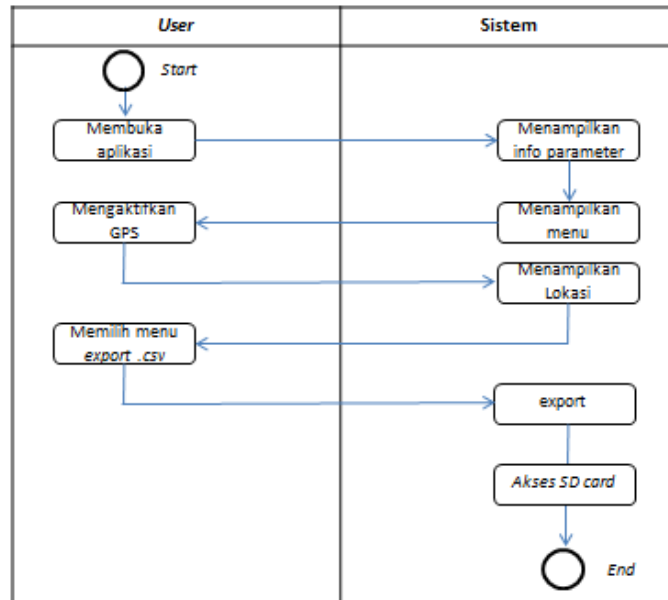 User
Sistem
Start
Membuka
aplikasi
Menampilkan
info parameter
Mengaktifkan
GPS
Menampilkan
menu
Menampilkan
Lokasi
Memilih menu
export .csv
export
Akses SD card
End